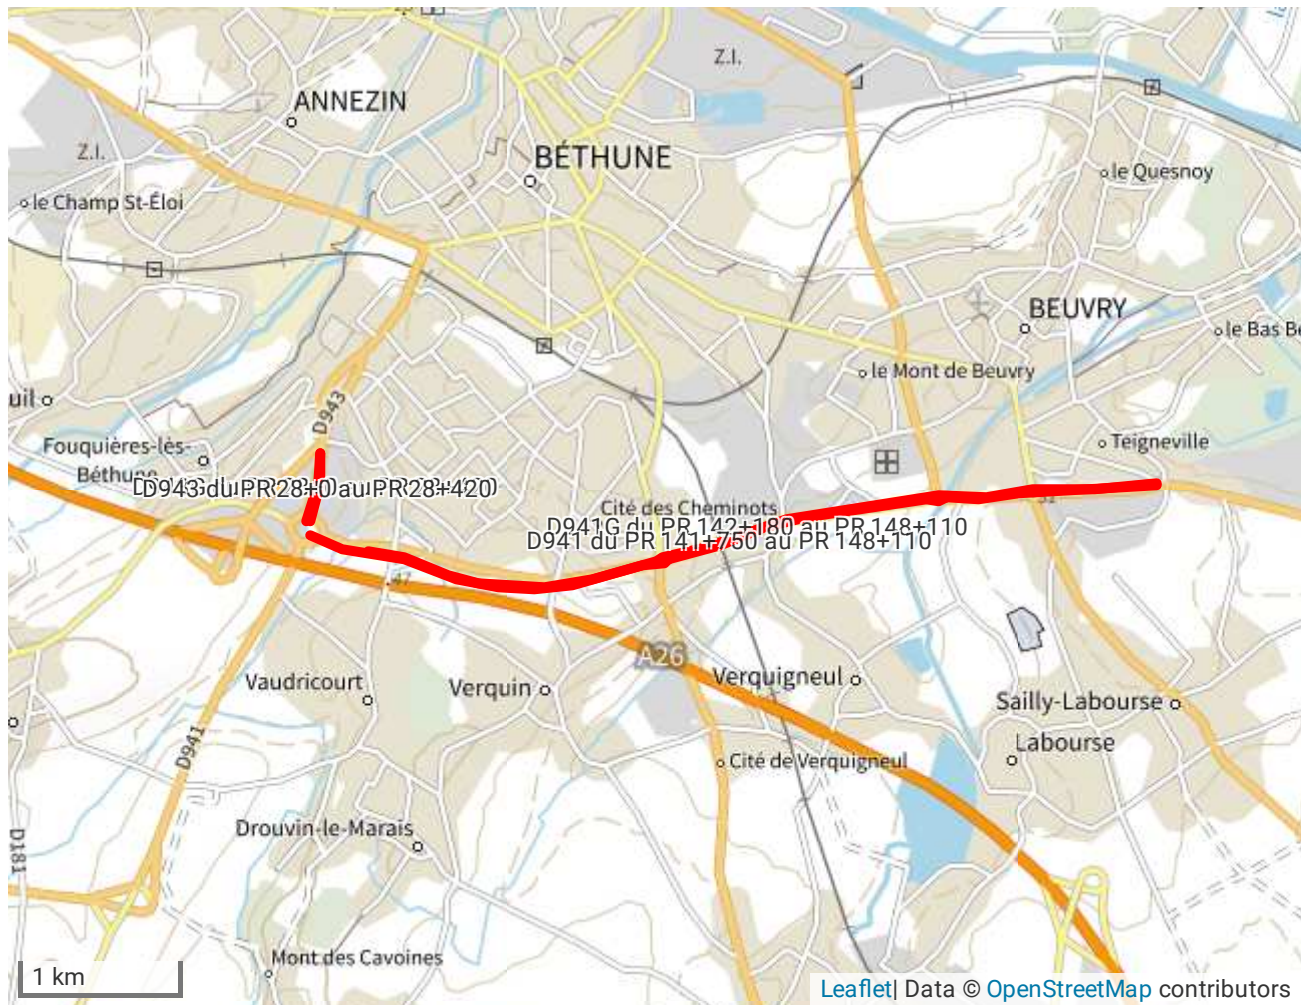 Z.I.
ANNEZIN
BÉTHUNE
Z.I.
le Quesnoy
le Champ St-Éloi
BEUVRY
le Bas Be
le Mont de Beuvry
uil
D943
Fouquières-lès-
Béthune
Teigneville
D943 du PR 28+0 au PR 28+420
Cité des Cheminots
D941G du PR 142+180 au PR 148+110
D941 du PR 141+750 au PR 148+110
47
A26
Vaudricourt
Verquin
Verquigneul
Sailly-Labourse
D941
Labourse
Cité de Verquigneul
Drouvin-le-Marais
D181
Mont des Cavoines
1 km
Leaflet | Data © OpenStreetMap contributors